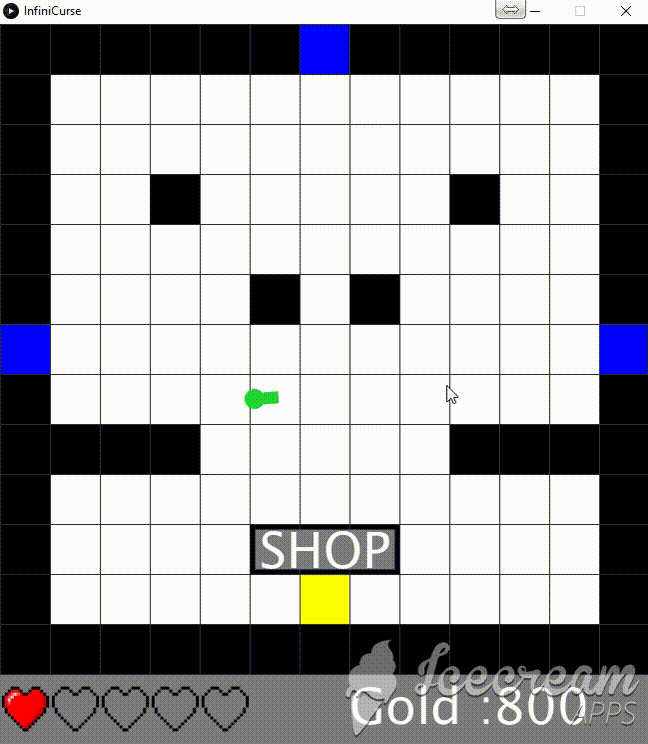 InfiniCurse
SHOP
Icecream
APPS
Gold :800